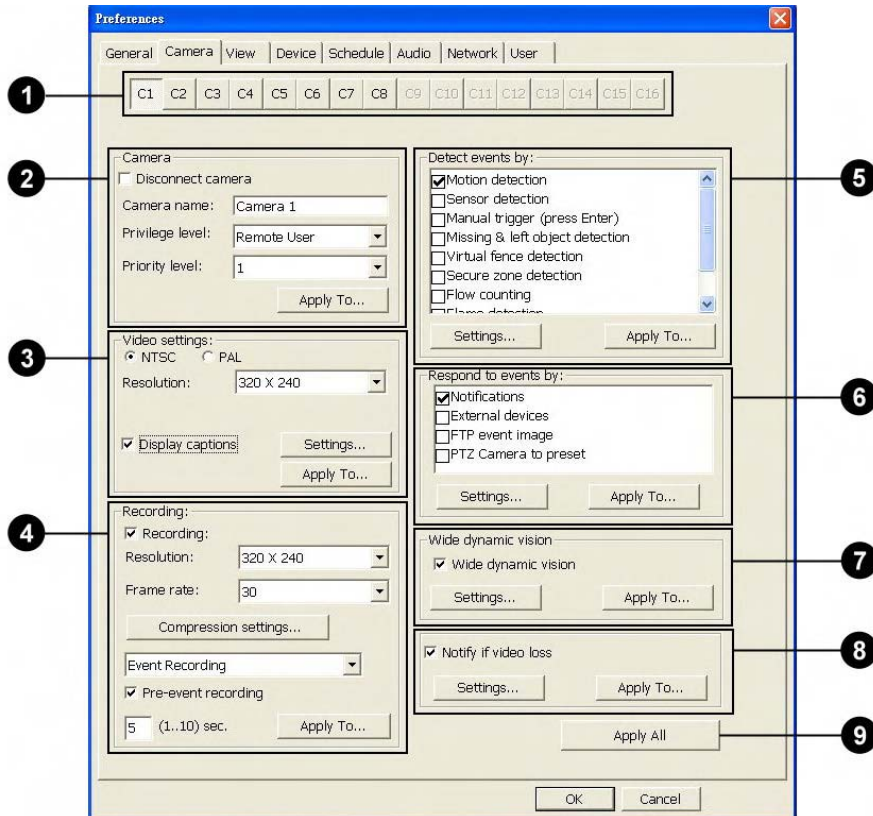 Preferences
General Camera View Device Schedule Audio Network User
1
C1 C2 C3 C4 C5 C6 C7 C8 C9 C10 C11 C12 C13 C14 C15 C16
2
Camera
Disconnect camera
Camera name: Camera 1
Privilege level: Remote User
Priority level: 1
Apply To...
3
Video settings:
NTSC PAL
Resolution: 320 X 240
Display captions Settings...
Apply To...
4
Recording:
Recording:
Resolution: 320 X 240
Frame rate: 30
Compression settings...
Event Recording
Pre-event recording
5 (1..10) sec. Apply To...
Detect events by:
5
Motion detection
Sensor detection
Manual trigger (press Enter)
Missing & left object detection
Virtual fence detection
Secure zone detection
Flow counting
Flame detection
Settings... Apply To...
Respond to events by:
6
Notifications
External devices
FTP event image
PTZ Camera to preset
Settings... Apply To...
Wide dynamic vision
7
Wide dynamic vision
Settings... Apply To...
8
Notify if video loss
Settings... Apply To...
Apply All
9
OK Cancel